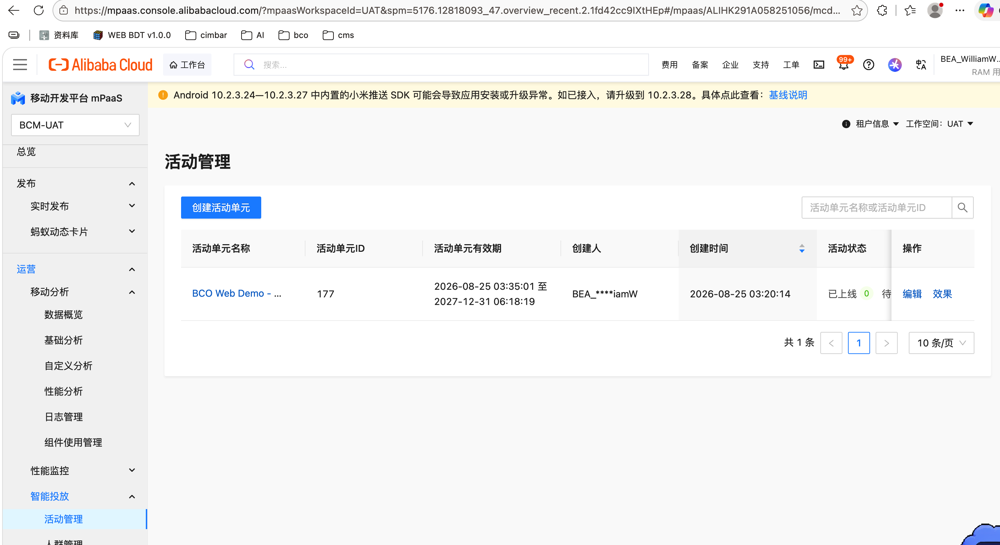 https://mpaas.console.alibabacloud.com/?mpaasWorkspaceId=UAT&spm=5176.12818093_47.overview_recent.2.1fd42cc9IXtHEp#/mpaas/ALIHK291A058251056/mcd...
资料库 WEB BDT v1.0.0 cimbar AI bco cms
Alibaba Cloud 工作台 搜索... 费用 备案 企业 支持 工单 99+ BEA_WilliamW...
RAM 用
移动开发平台 mPaaS
Android 10.2.3.24—10.2.3.27 中内置的小米推送 SDK 可能会导致应用安装或升级异常。如已接入，请升级到 10.2.3.28。具体点此查看：基线说明
BCM-UAT
租户信息 工作空间：UAT
总览
发布
实时发布
蚂蚁动态卡片
运营
移动分析
数据概览
基础分析
自定义分析
性能分析
日志管理
组件使用管理
性能监控
智能投放
活动管理
人群管理
活动管理
创建活动单元
活动单元名称或活动单元ID
活动单元名称 活动单元ID 活动单元有效期 创建人 创建时间 活动状态 操作
BCO Web Demo - ... 177 2026-08-25 03:35:01 至 2027-12-31 06:18:19 BEA_****iamW 2026-08-25 03:20:14 已上线 0 待 编辑 效果
共 1 条 < 1 > 10 条/页